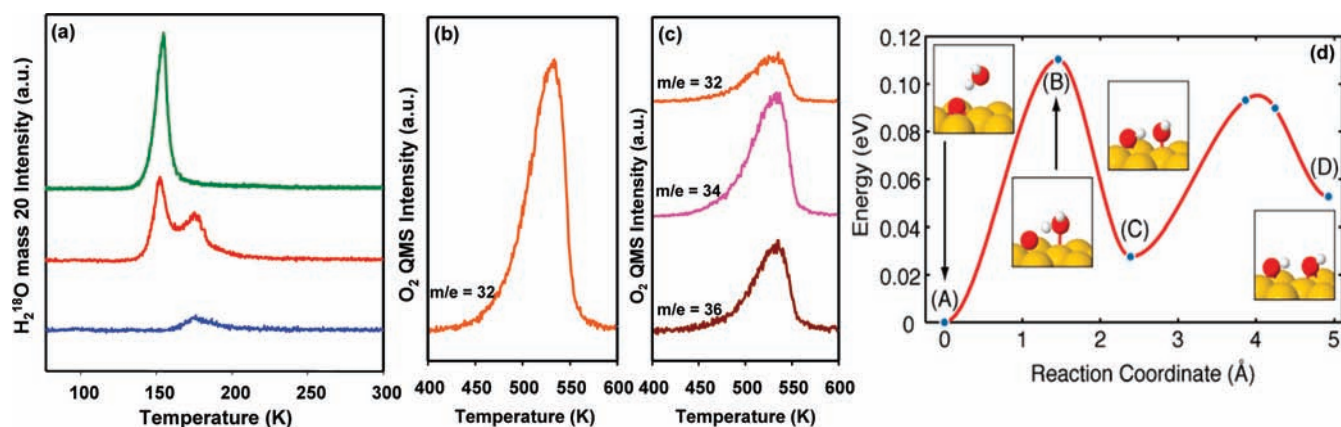 (a)
H₂¹⁸O mass 20 Intensity (a.u.)
100 150 200 250 300
Temperature (K)
(b)
O₂ QMS Intensity (a.u.)
m/e = 32
400 450 500 550 600
Temperature (K)
(c)
O₂ QMS Intensity (a.u.)
m/e = 32
m/e = 34
m/e = 36
400 450 500 550 600
Temperature (K)
(d)
Energy (eV)
0.12
0.10
0.08
0.06
0.04
0.02
0
(A)
(B)
(C)
(D)
0 1 2 3 4 5
Reaction Coordinate (Å)